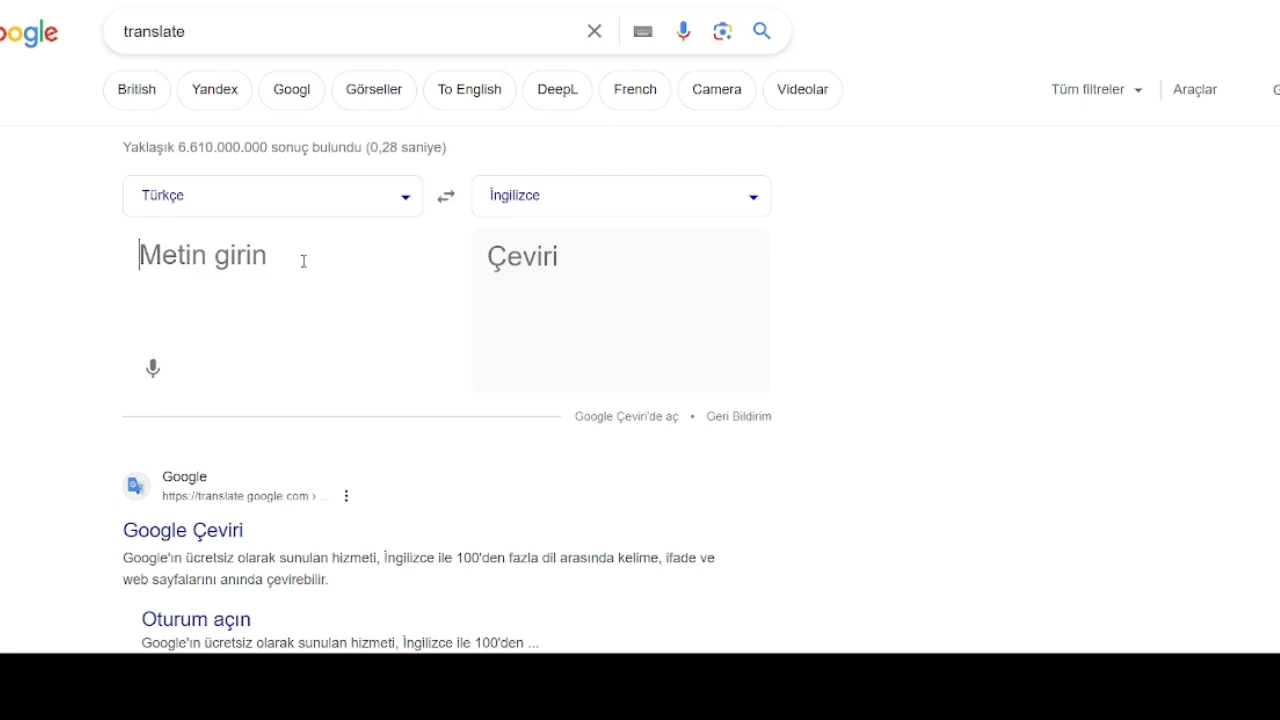 translate
British Yandex Googl Görseller To English DeepL French Camera Videolar Tüm filtreler Araçlar
Yaklaşık 6.610.000.000 sonuç bulundu (0,28 saniye)
Türkçe İngilizce
Metin girin Çeviri
Google Çeviri'de aç • Geri Bildirim
Google
https://translate.google.com › ...
Google Çeviri
Google'ın ücretsiz olarak sunulan hizmeti, İngilizce ile 100'den fazla dil arasında kelime, ifade ve
web sayfalarını anında çevirebilir.
Oturum açın
Google'ın ücretsiz olarak sunulan hizmeti, İngilizce ile 100'den ...